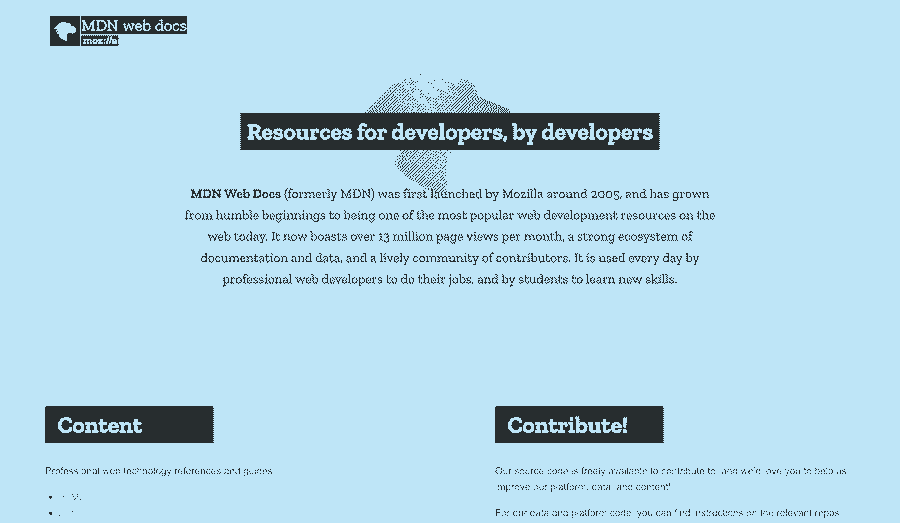 MDN web docs
moz://a
Resources for developers, by developers
MDN Web Docs (formerly MDN) was first launched by Mozilla around 2005, and has grown
from humble beginnings to being one of the most popular web development resources on the
web today. It now boasts over 13 million page views per month, a strong ecosystem of
documentation and data, and a lively community of contributors. It is used every day by
professional web developers to do their jobs, and by students to learn new skills.
Content
Contribute!
Professional web technology references and guides
Our source code is freely available to contribute to, and we'd love you to help us
improve our platform, data, and content!
For our data and platform code, you can find instructions on the relevant repos